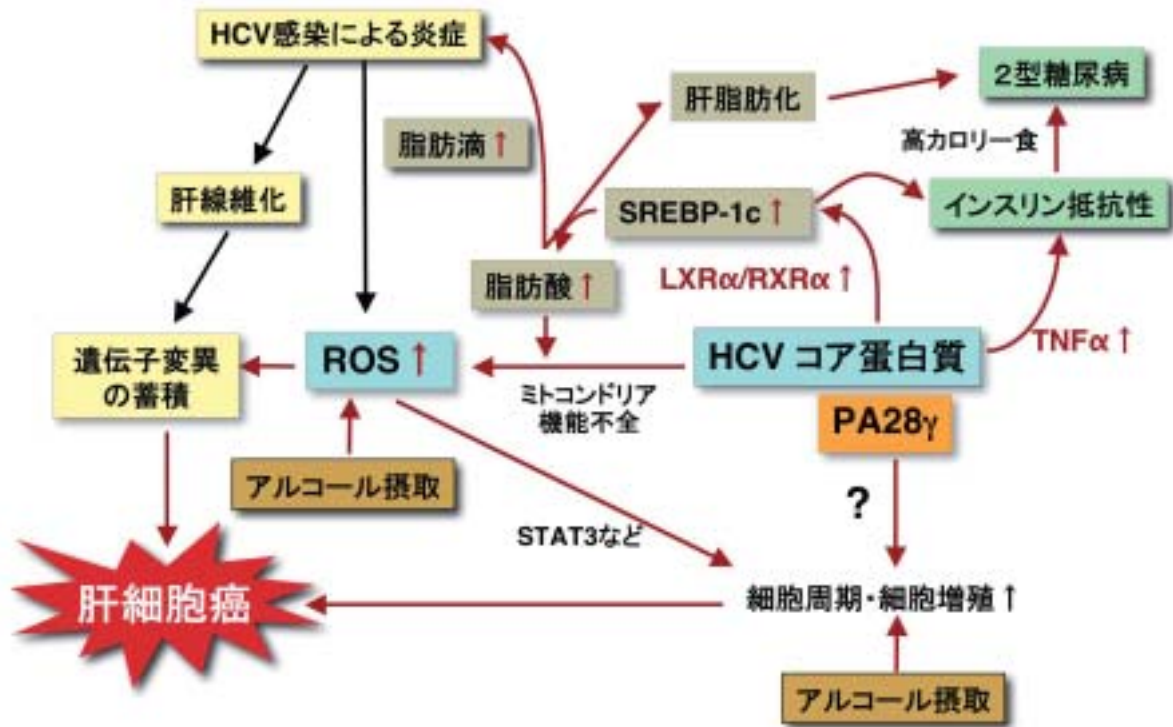 HCV感染による炎症
肝脂肪化
2型糖尿病
脂肪滴↑
高カロリー食
肝線維化
SREBP-1c↑
インスリン抵抗性
脂肪酸↑
LXRα/RXRα↑
遺伝子変異
の蓄積
ROS↑
HCV コア蛋白質
TNFα↑
ミトコンドリア
機能不全
PA28γ
アルコール摂取
?
STAT3など
肝細胞癌
細胞周期・細胞増殖↑
アルコール摂取